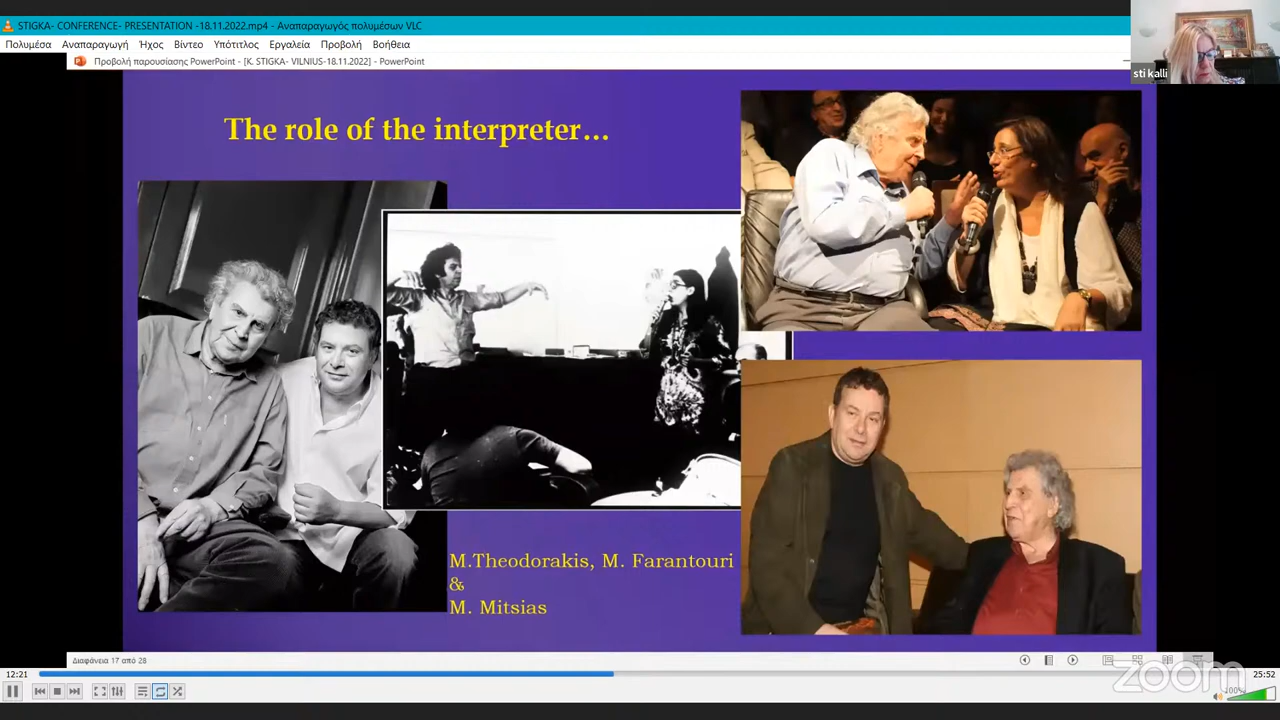 STIGKA- CONFERENCE- PRESENTATION -18.11.2022.mp4 - Αναπαραγωγός πολυμέσων VLC
Πολυμέσα Αναπαραγωγή Ήχος Βίντεο Υπότιτλος Εργαλεία Προβολή Βοήθεια
Προβολή παρουσίασης PowerPoint - [K. STIGKA- VILNIUS-18.11.2022] - PowerPoint
sti kalli
The role of the interpreter...
M.Theodorakis, M. Farantouri
&
M. Mitsias
Διαφάνεια 17 από 28
zoom
12:21
25:52
100%